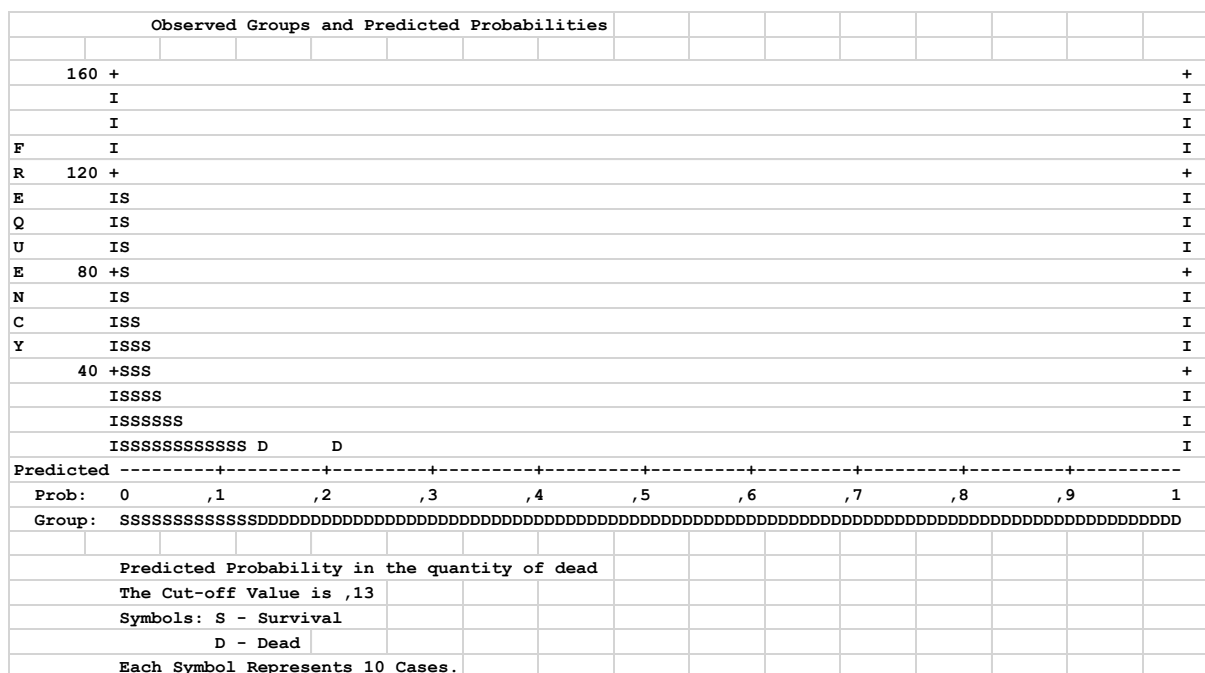 Observed Groups and Predicted Probabilities
160 + +
I I
I I
F I I
R 120 + +
E IS I
Q IS I
U IS I
E 80 +S +
N IS I
C ISS I
Y ISSS I
40 +SSS +
ISSSS I
ISSSSSS I
ISSSSSSSSSSSS D D I
Predicted ---------+---------+---------+---------+---------+---------+---------+---------+---------+----------
Prob: 0 ,1 ,2 ,3 ,4 ,5 ,6 ,7 ,8 ,9 1
Group: SSSSSSSSSSSSSDDDDDDDDDDDDDDDDDDDDDDDDDDDDDDDDDDDDDDDDDDDDDDDDDDDDDDDDDDDDDDDDDDDDDDDDDDDDDDDDDDDDDDD
Predicted Probability in the quantity of dead
The Cut-off Value is ,13
Symbols: S - Survival
D - Dead
Each Symbol Represents 10 Cases.